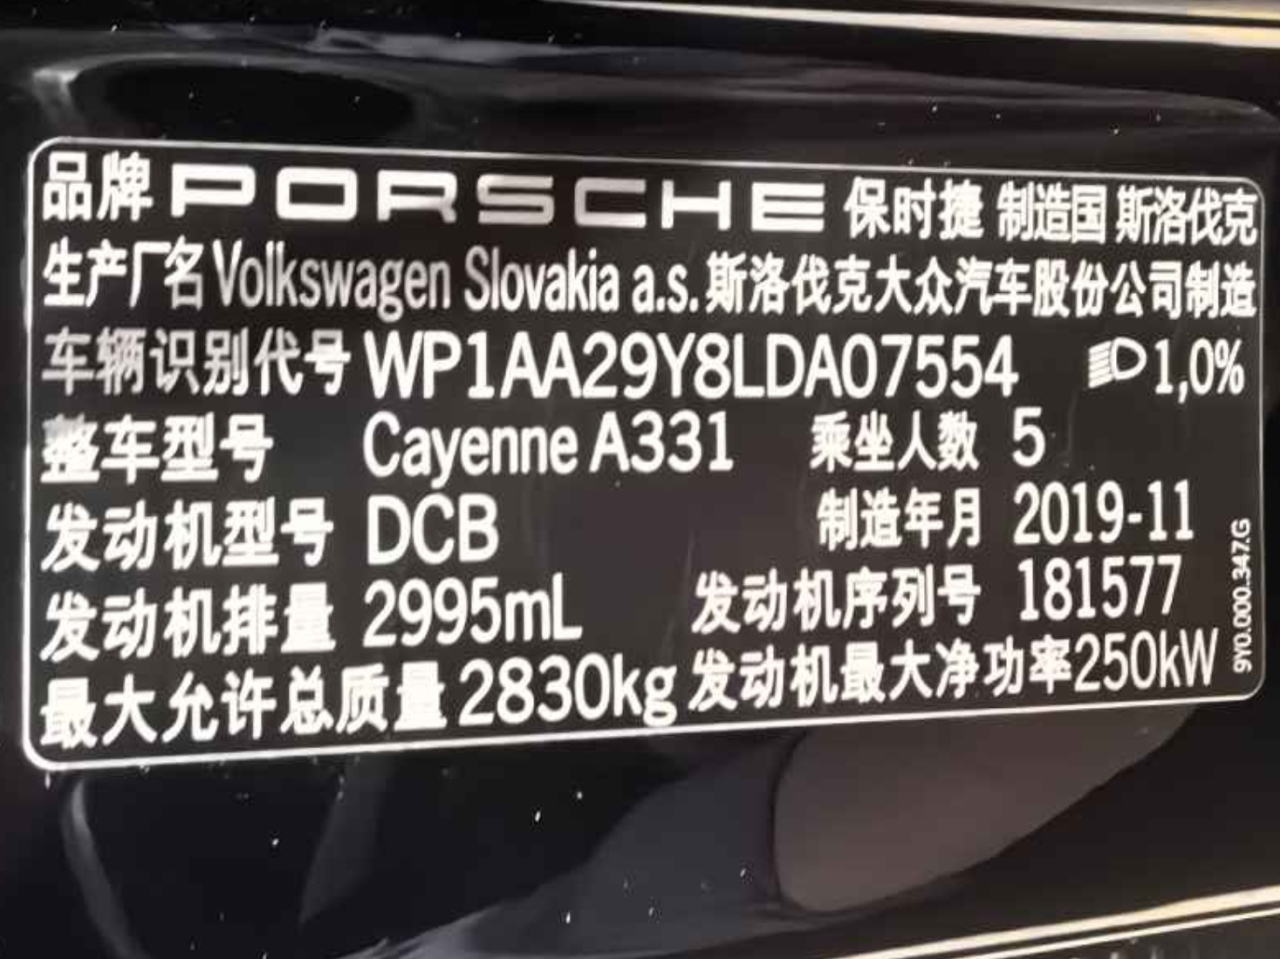 品牌 PORSCHE 保时捷 制造国 斯洛伐克
生产厂名 Volkswagen Slovakia a.s. 斯洛伐克大众汽车股份公司制造
车辆识别代号 WP1AA29Y8LDA07554 1,0%
整车型号 Cayenne A331 乘坐人数 5
发动机型号 DCB 制造年月 2019-11
发动机排量 2995mL 发动机序列号 181577
最大允许总质量 2830kg 发动机最大净功率 250kW
9Y0.000.347.G